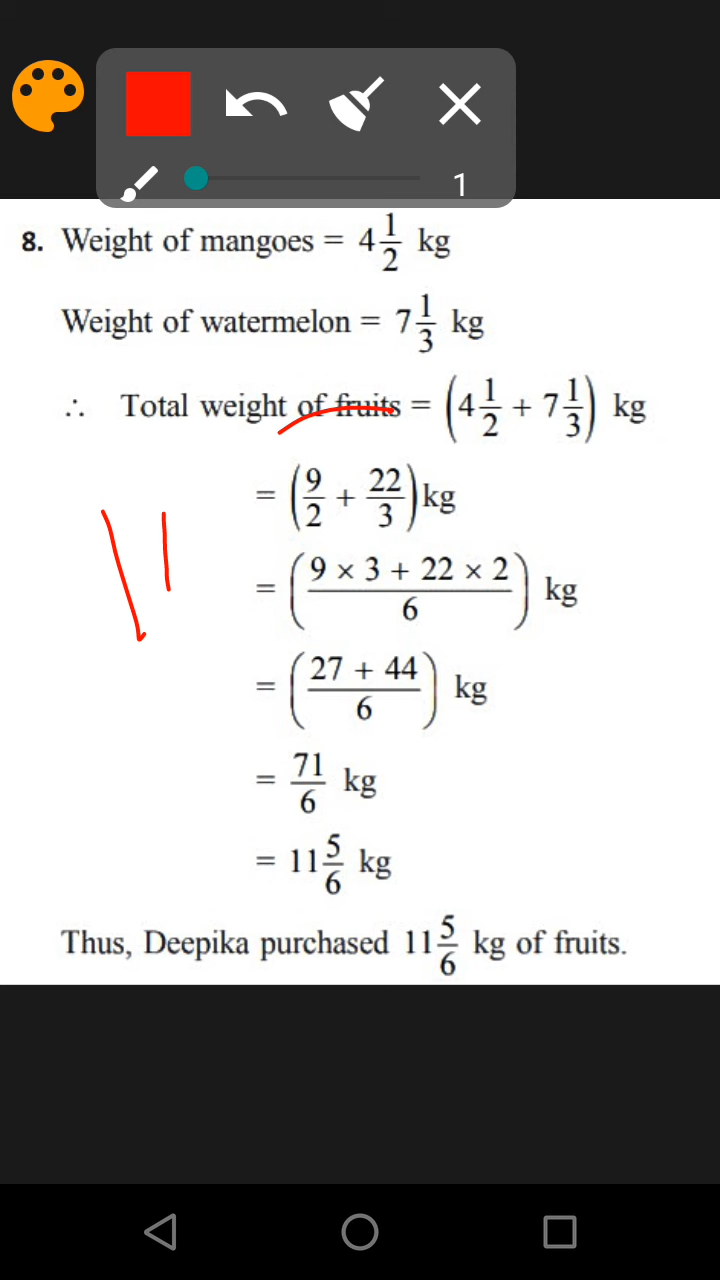 1
8. Weight of mangoes = 4 1/2 kg
Weight of watermelon = 7 1/3 kg
∴ Total weight of fruits = (4 1/2 + 7 1/3) kg
= (9/2 + 22/3) kg
= ((9 × 3 + 22 × 2)/6) kg
= ((27 + 44)/6) kg
= 71/6 kg
= 11 5/6 kg
Thus, Deepika purchased 11 5/6 kg of fruits.